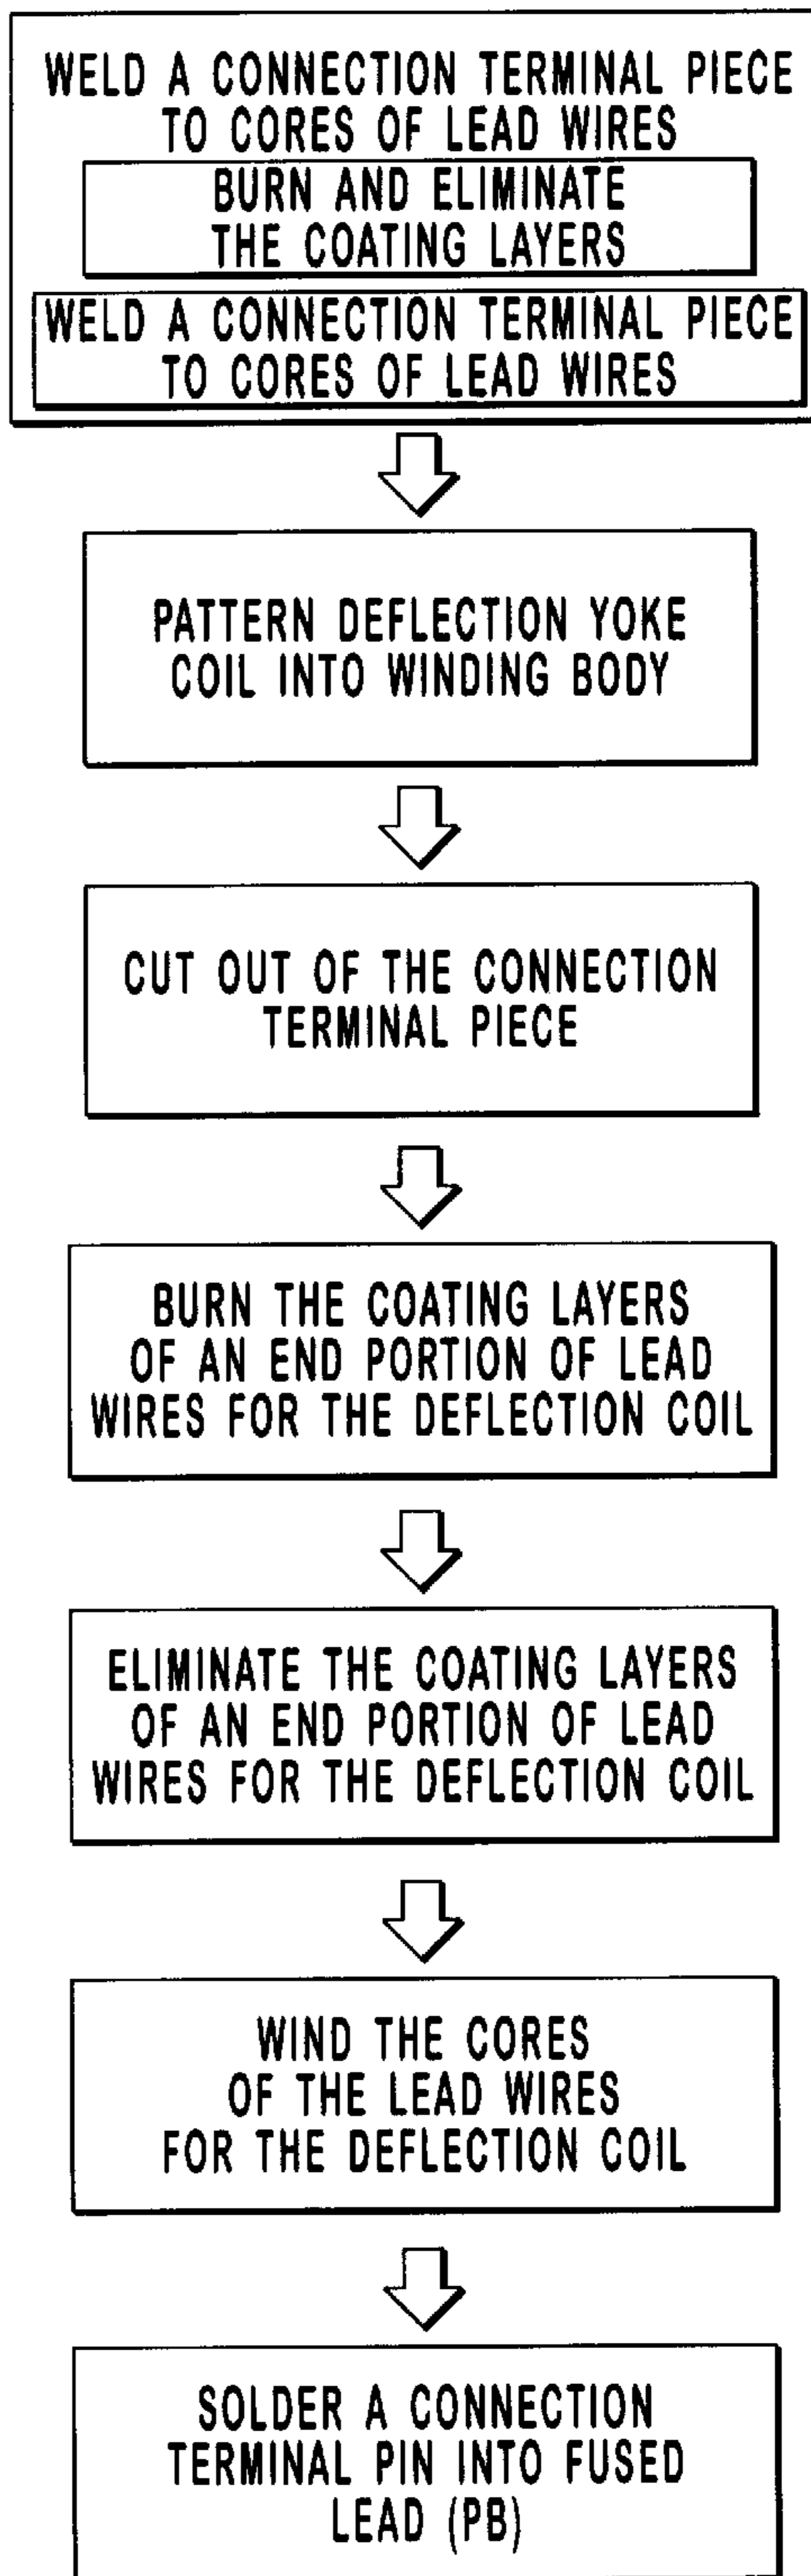 WELD A CONNECTION TERMINAL PIECE
TO CORES OF LEAD WIRES
BURN AND ELIMINATE
THE COATING LAYERS
WELD A CONNECTION TERMINAL PIECE
TO CORES OF LEAD WIRES
PATTERN DEFLECTION YOKE
COIL INTO WINDING BODY
CUT OUT OF THE CONNECTION
TERMINAL PIECE
BURN THE COATING LAYERS
OF AN END PORTION OF LEAD
WIRES FOR THE DEFLECTION COIL
ELIMINATE THE COATING LAYERS
OF AN END PORTION OF LEAD
WIRES FOR THE DEFLECTION COIL
WIND THE CORES
OF THE LEAD WIRES
FOR THE DEFLECTION COIL
SOLDER A CONNECTION
TERMINAL PIN INTO FUSED
LEAD (PB)